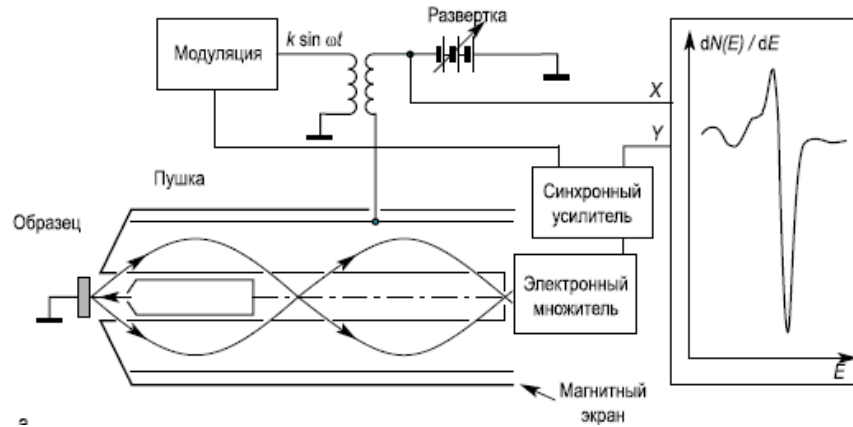 Развертка
Модуляция
k sin ωt
dN(E) / dE
X
Y
Пушка
Синхронный
усилитель
Образец
Электронный
множитель
E
Магнитный
экран
а